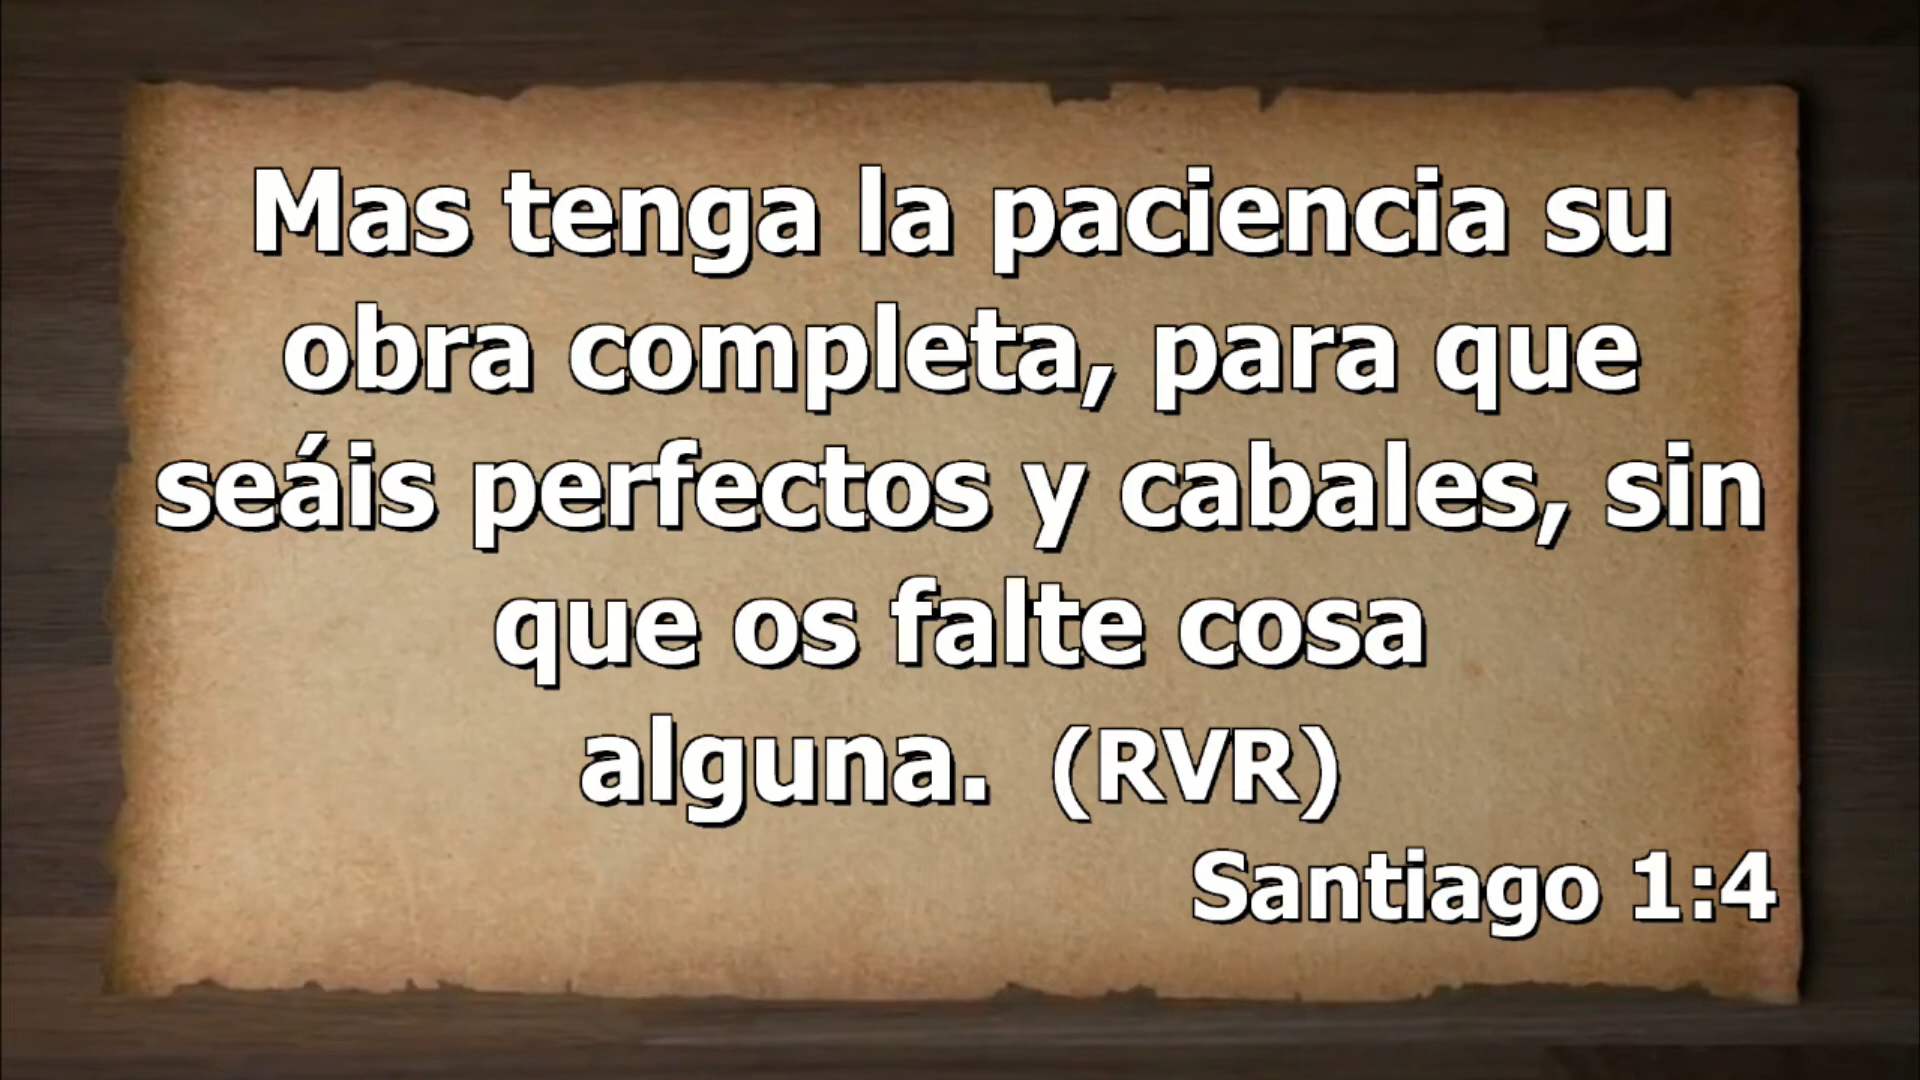 Mas tenga la paciencia su
obra completa, para que
seáis perfectos y cabales, sin
que os falte cosa
alguna.  (RVR)
Santiago 1:4